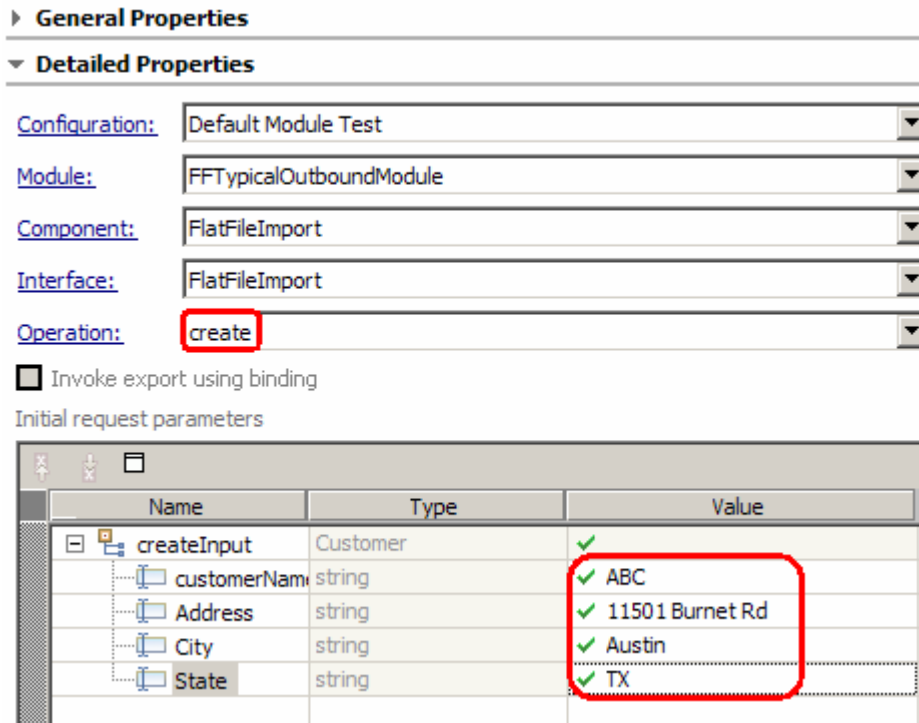 General Properties
Detailed Properties
Configuration: Default Module Test
Module: FFTypicalOutboundModule
Component: FlatFileImport
Interface: FlatFileImport
Operation: create
Invoke export using binding
Initial request parameters
Name Type Value
createInput Customer
customerNam string ABC
Address string 11501 Burnet Rd
City string Austin
State string TX